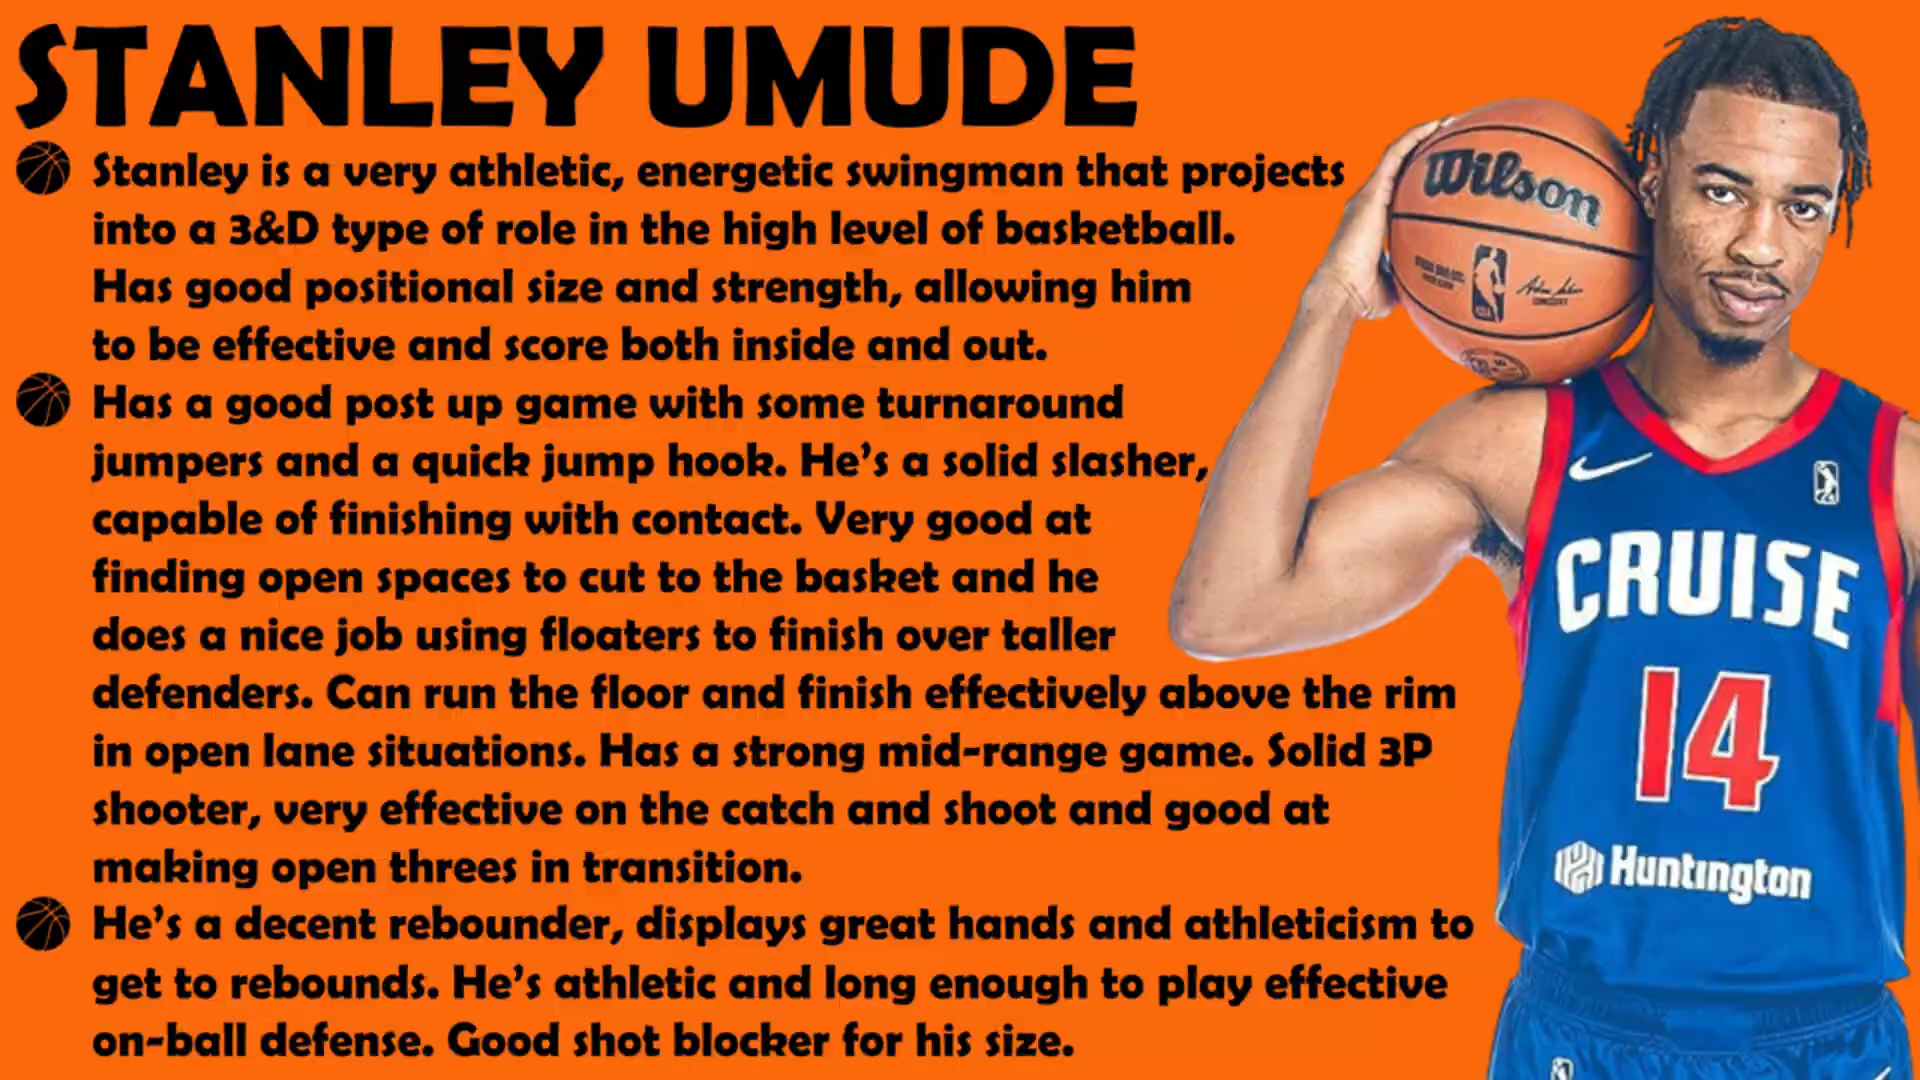 STANLEY UMUDE
Stanley is a very athletic, energetic swingman that projects
into a 3&D type of role in the high level of basketball.
Has good positional size and strength, allowing him
to be effective and score both inside and out.
Has a good post up game with some turnaround
jumpers and a quick jump hook. He's a solid slasher,
capable of finishing with contact. Very good at
finding open spaces to cut to the basket and he
does a nice job using floaters to finish over taller
defenders. Can run the floor and finish effectively above the rim
in open lane situations. Has a strong mid-range game. Solid 3P
shooter, very effective on the catch and shoot and good at
making open threes in transition.
He's a decent rebounder, displays great hands and athleticism to
get to rebounds. He's athletic and long enough to play effective
on-ball defense. Good shot blocker for his size.
Wilson
CRUISE
14
Huntington